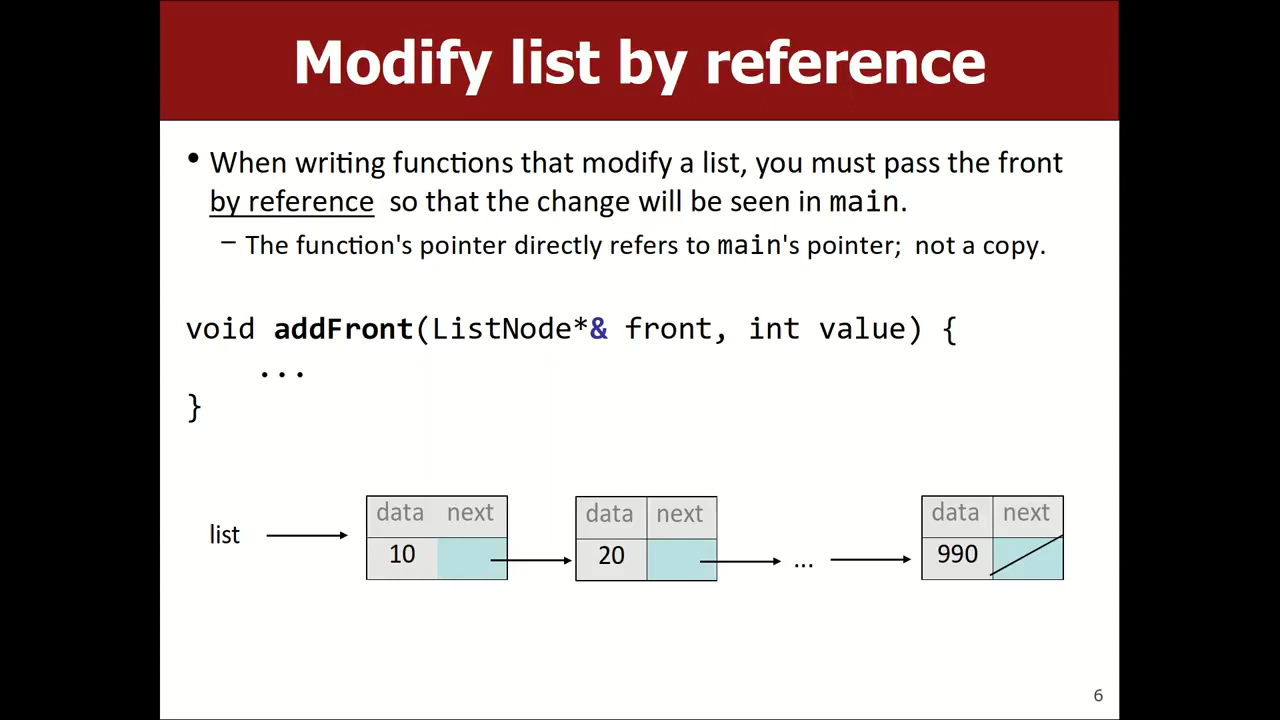 Modify list by reference
• When writing functions that modify a list, you must pass the front
by reference so that the change will be seen in main.
– The function's pointer directly refers to main's pointer; not a copy.
void addFront(ListNode*& front, int value) {
...
}
data next data next data next
list 10 20 ... 990
6